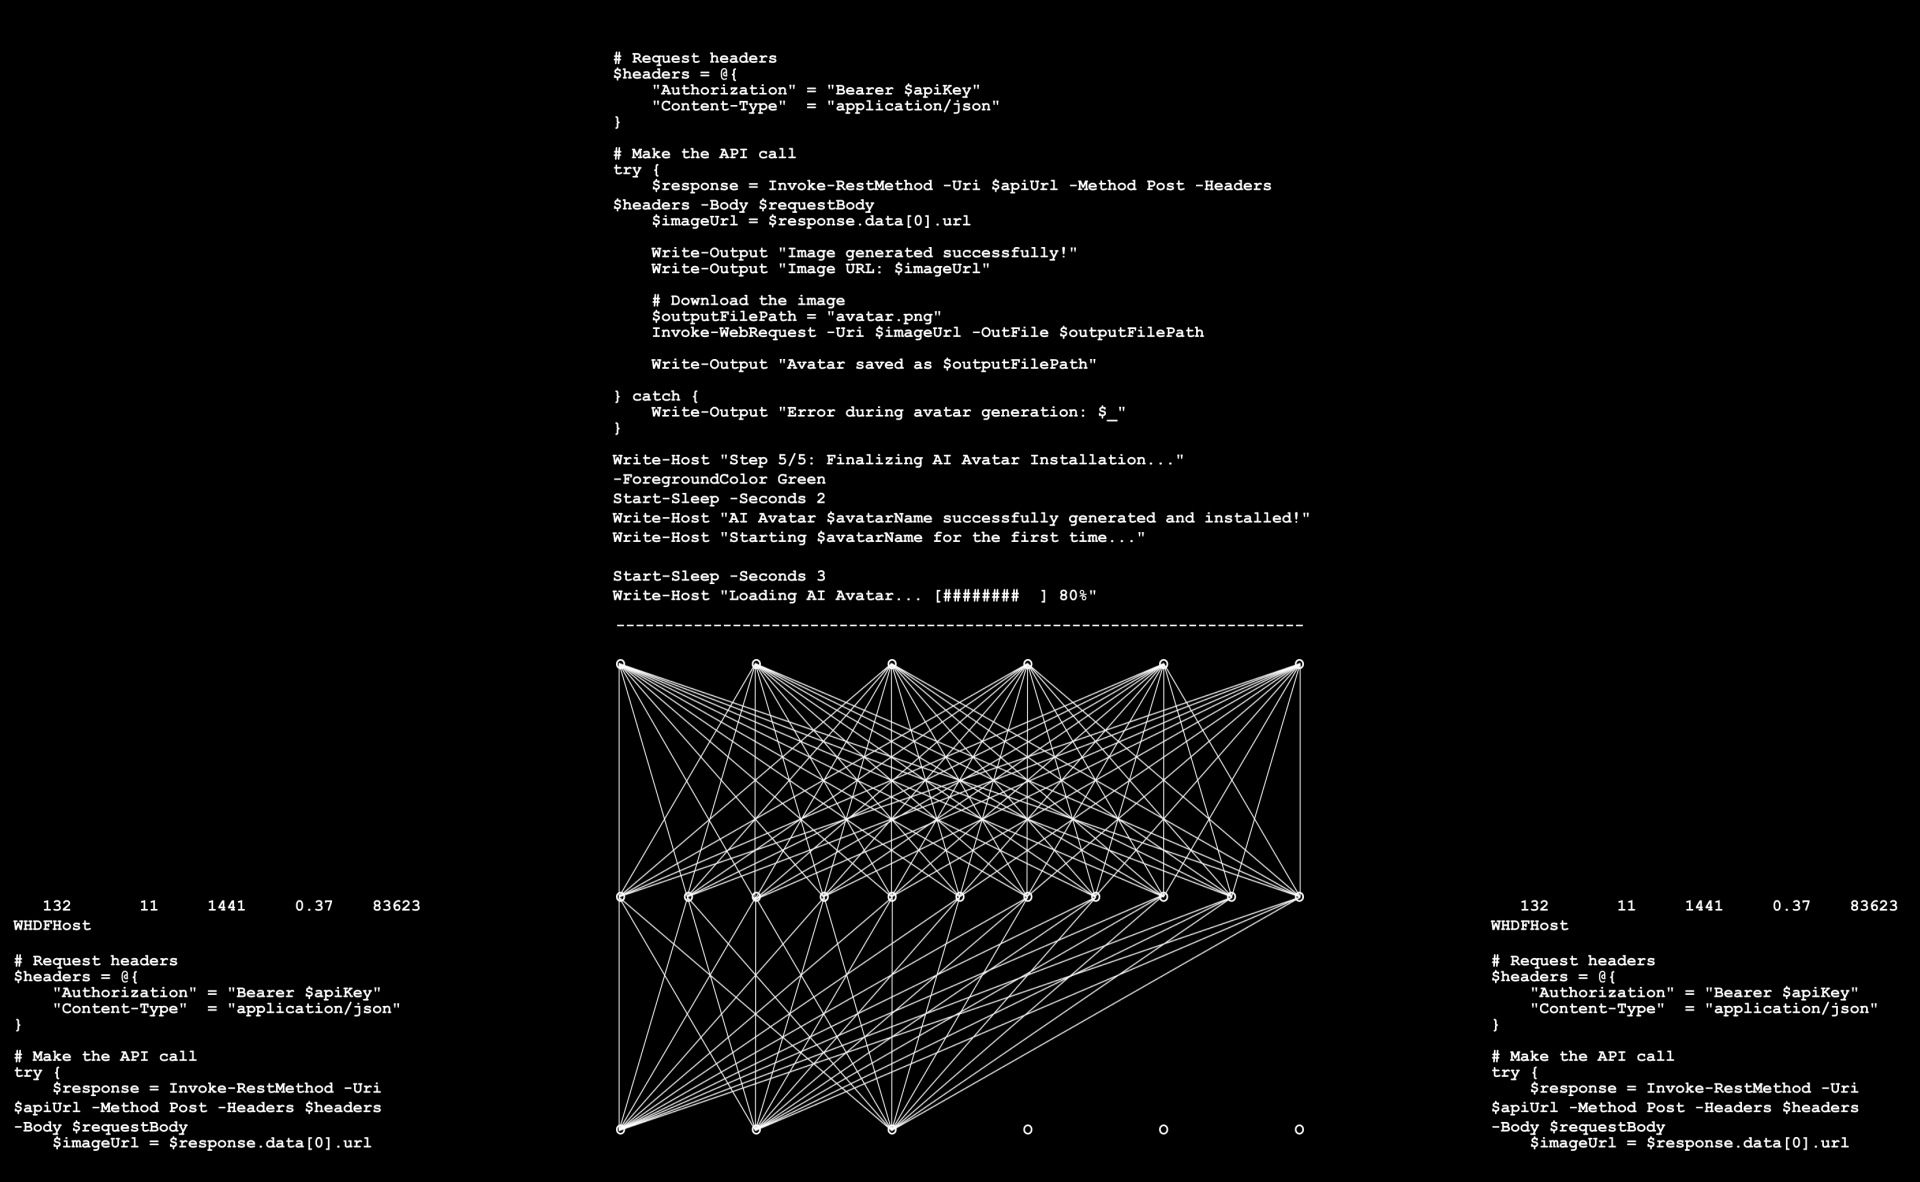 # Request headers
$headers = @{
    "Authorization" = "Bearer $apiKey"
    "Content-Type"  = "application/json"
}
# Make the API call
try {
    $response = Invoke-RestMethod -Uri $apiUrl -Method Post -Headers
$headers -Body $requestBody
    $imageUrl = $response.data[0].url
    Write-Output "Image generated successfully!"
    Write-Output "Image URL: $imageUrl"
    # Download the image
    $outputFilePath = "avatar.png"
    Invoke-WebRequest -Uri $imageUrl -OutFile $outputFilePath
    Write-Output "Avatar saved as $outputFilePath"
} catch {
    Write-Output "Error during avatar generation: $_"
}
Write-Host "Step 5/5: Finalizing AI Avatar Installation..."
-ForegroundColor Green
Start-Sleep -Seconds 2
Write-Host "AI Avatar $avatarName successfully generated and installed!"
Write-Host "Starting $avatarName for the first time..."
Start-Sleep -Seconds 3
Write-Host "Loading AI Avatar... [########  ] 80%"
-----------------------------------------------------------------------
   132       11     1441     0.37    83623
WHDFHost
# Request headers
$headers = @{
    "Authorization" = "Bearer $apiKey"
    "Content-Type"  = "application/json"
}
# Make the API call
try {
    $response = Invoke-RestMethod -Uri
$apiUrl -Method Post -Headers $headers
-Body $requestBody
    $imageUrl = $response.data[0].url
   132       11     1441     0.37    83623
WHDFHost
# Request headers
$headers = @{
    "Authorization" = "Bearer $apiKey"
    "Content-Type"  = "application/json"
}
# Make the API call
try {
    $response = Invoke-RestMethod -Uri
$apiUrl -Method Post -Headers $headers
-Body $requestBody
    $imageUrl = $response.data[0].url